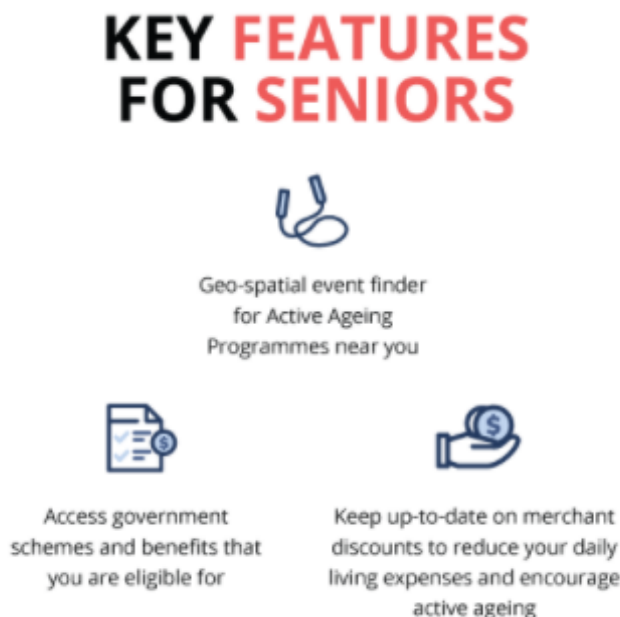 KEY FEATURES
FOR SENIORS
Geo-spatial event finder
for Active Ageing
Programmes near you
$
Access government
schemes and benefits that
you are eligible for
$
Keep up-to-date on merchant
discounts to reduce your daily
living expenses and encourage
active ageing